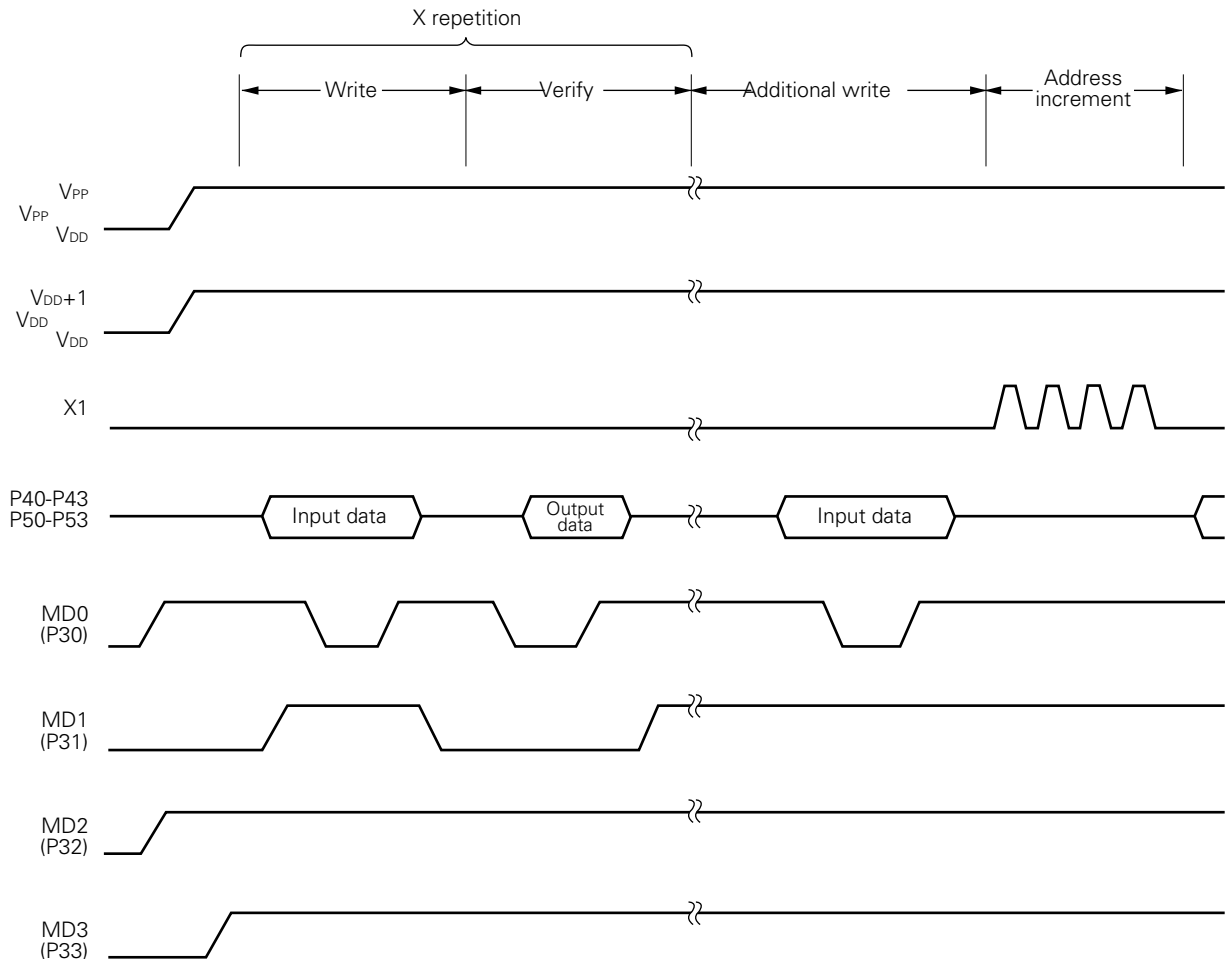 X repetition
Write
Verify
Additional write
Address
increment
VPP
VPP
VDD
VDD+1
VDD
VDD
X1
P40-P43
P50-P53
Input data
Output
data
Input data
MD0
(P30)
MD1
(P31)
MD2
(P32)
MD3
(P33)